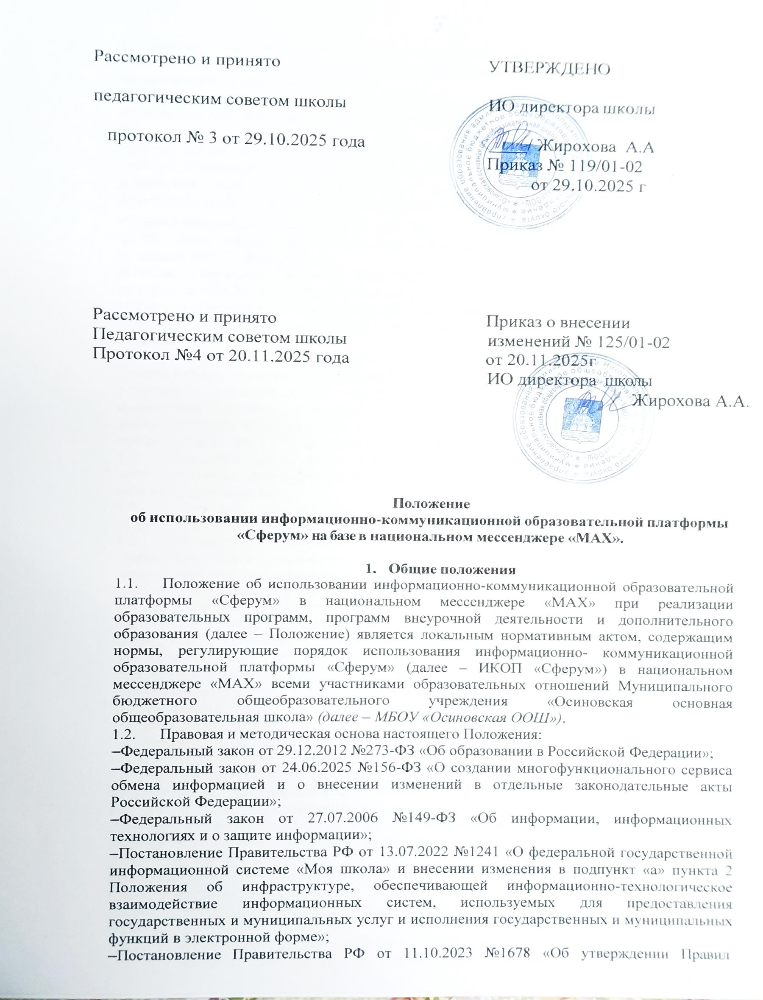 Рассмотрено и принято
педагогическим советом школы
протокол № 3 от 29.10.2025 года
УТВЕРЖДЕНО
ИО директора школы
Жирохова А.А
Приказ № 119/01-02
от 29.10.2025 г
Рассмотрено и принято
Педагогическим советом школы
Протокол №4 от 20.11.2025 года
Приказ о внесении
изменений № 125/01-02
от 20.11.2025г
ИО директора школы
Жирохова А.А.
Положение
об использовании информационно-коммуникационной образовательной платформы
«Сферум» на базе в национальном мессенджере «МАХ».
1. Общие положения
1.1. Положение об использовании информационно-коммуникационной образовательной
платформы «Сферум» в национальном мессенджере «МАХ» при реализации
образовательных программ, программ внеурочной деятельности и дополнительного
образования (далее – Положение) является локальным нормативным актом, содержащим
нормы, регулирующие порядок использования информационно- коммуникационной
образовательной платформы «Сферум» (далее – ИКОП «Сферум») в национальном
мессенджере «МАХ» всеми участниками образовательных отношений Муниципального
бюджетного общеобразовательного учреждения «Осиновская основная
общеобразовательная школа» (далее – МБОУ «Осиновская ООШ»).
1.2. Правовая и методическая основа настоящего Положения:
–Федеральный закон от 29.12.2012 №273-ФЗ «Об образовании в Российской Федерации»;
–Федеральный закон от 24.06.2025 №156-ФЗ «О создании многофункционального сервиса
обмена информацией и о внесении изменений в отдельные законодательные акты
Российской Федерации»;
–Федеральный закон от 27.07.2006 №149-ФЗ «Об информации, информационных
технологиях и о защите информации»;
–Постановление Правительства РФ от 13.07.2022 №1241 «О федеральной государственной
информационной системе «Моя школа» и внесении изменения в подпункт «а» пункта 2
Положения об инфраструктуре, обеспечивающей информационно-технологическое
взаимодействие информационных систем, используемых для предоставления
государственных и муниципальных услуг и исполнения государственных и муниципальных
функций в электронной форме»;
–Постановление Правительства РФ от 11.10.2023 №1678 «Об утверждении Правил